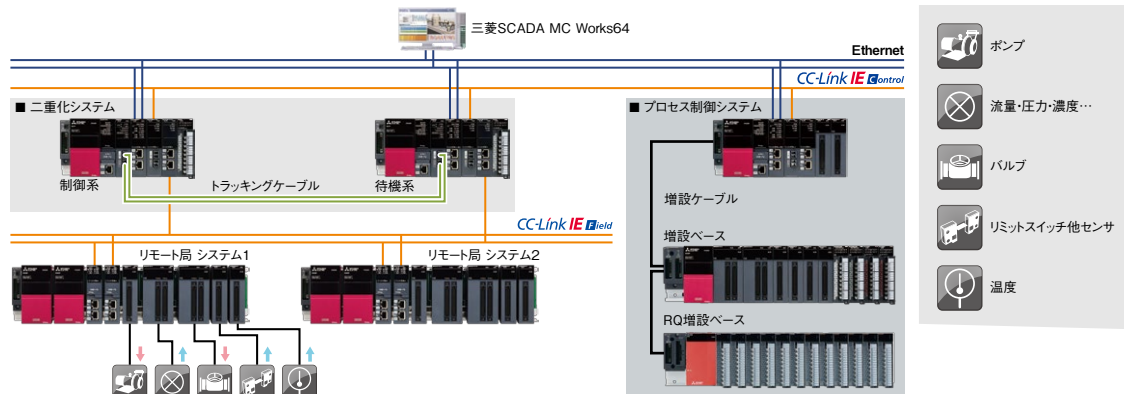 三菱SCADA MC Works64
Ethernet
CC-Link IE Control
■ 二重化システム
制御系
トラッキングケーブル
待機系
■ プロセス制御システム
増設ケーブル
増設ベース
RQ増設ベース
CC-Link IE Field
リモート局 システム1
リモート局 システム2
ポンプ
流量・圧力・濃度…
バルブ
リミットスイッチ他センサ
温度